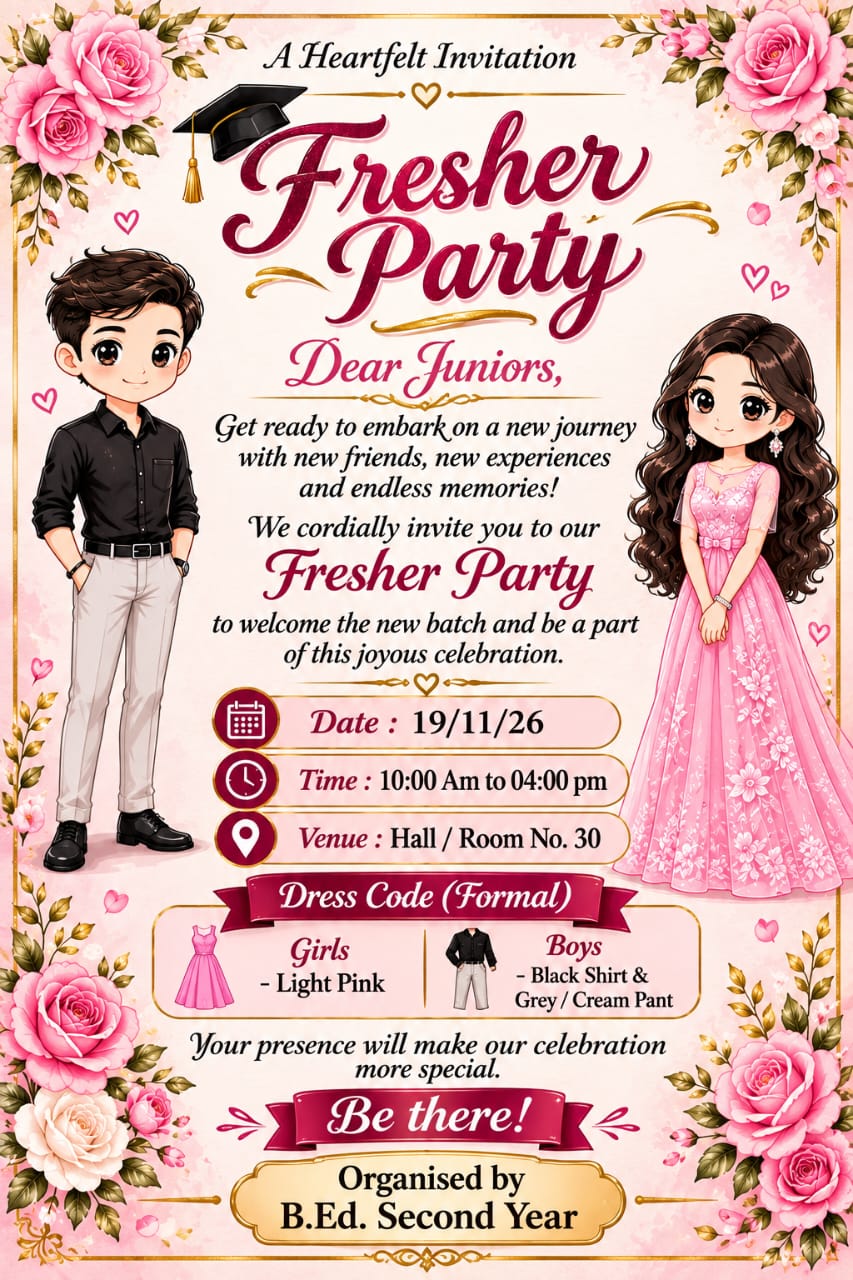 A Heartfelt Invitation
Fresher
Party
Dear Juniors,
Get ready to embark on a new journey
with new friends, new experiences
and endless memories!
We cordially invite you to our
Fresher Party
to welcome the new batch and be a part
of this joyous celebration.
Date : 19/11/26
Time : 10:00 Am to 04:00 pm
Venue : Hall / Room No. 30
Dress Code (Formal)
Girls
- Light Pink
Boys
- Black Shirt &
Grey / Cream Pant
Your presence will make our celebration
more special.
Be there!
Organised by
B.Ed. Second Year